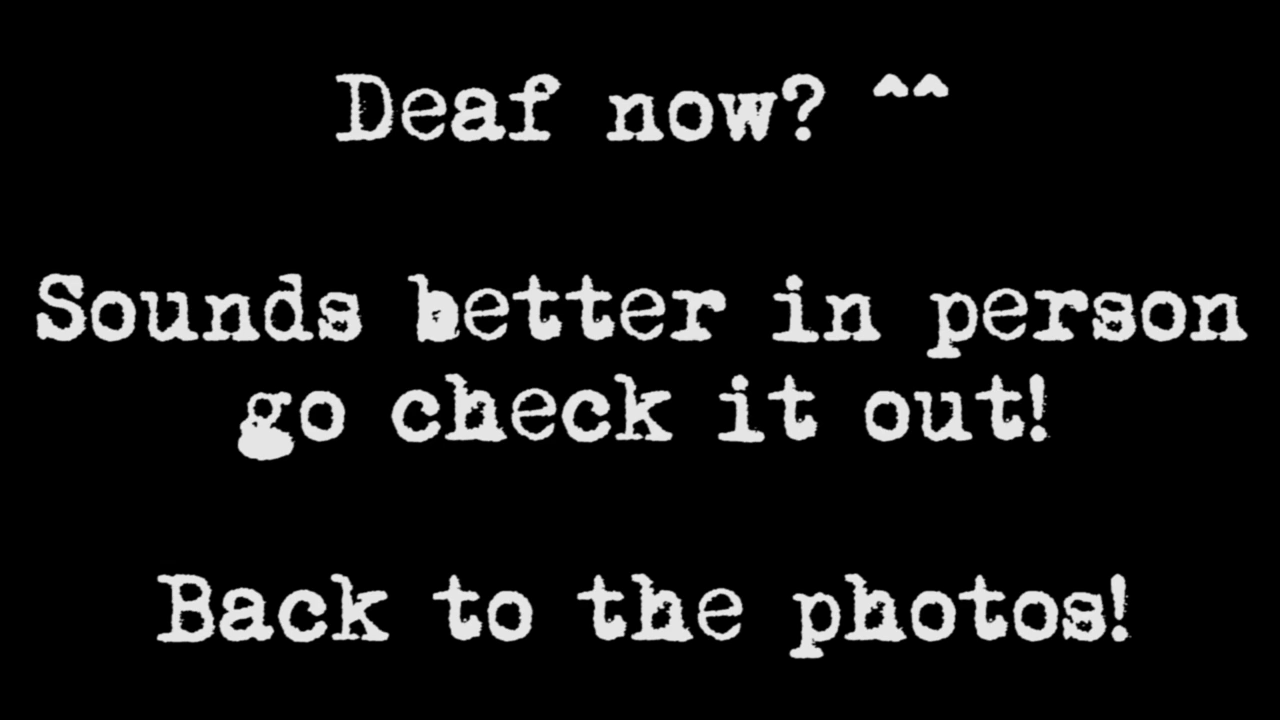 Deaf now? ^^
Sounds better in person
go check it out!
Back to the photos!